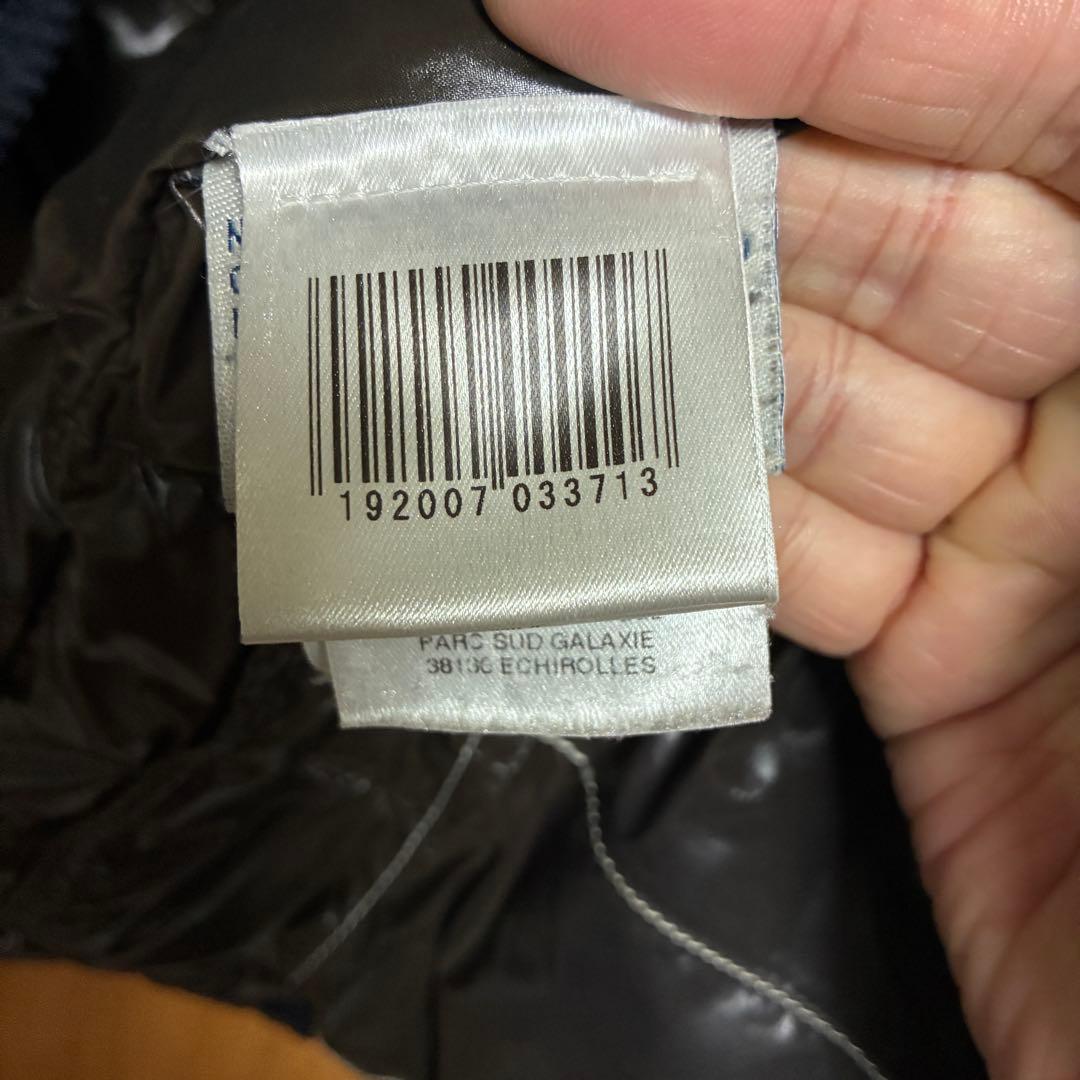 192007 033713
PARC SUD GALAXIE
38130 ECHIROLLES